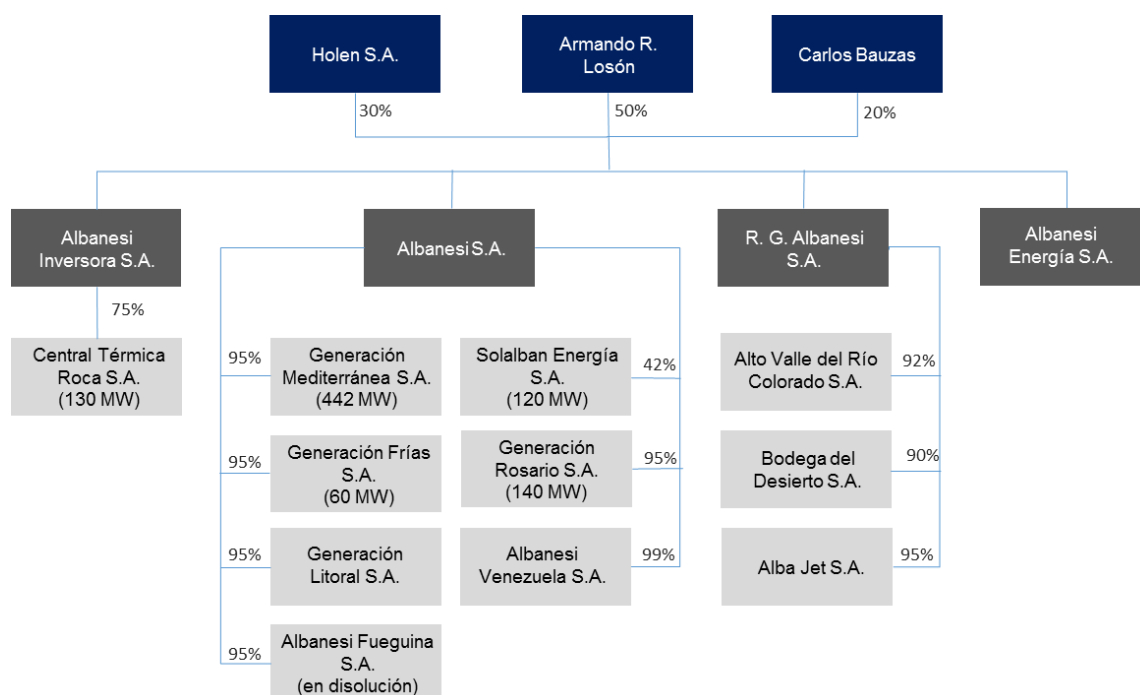 Holen S.A.
Armando R.
Losón
Carlos Bauzas
30%
50%
20%
Albanesi
Inversora S.A.
Albanesi S.A.
R. G. Albanesi
S.A.
Albanesi
Energía S.A.
75%
Central Térmica
Roca S.A.
(130 MW)
95%
Generación
Mediterránea S.A.
(442 MW)
Solalban Energía
S.A.
(120 MW)
42%
Alto Valle del Río
Colorado S.A.
92%
95%
Generación Frías
S.A.
(60 MW)
Generación
Rosario S.A.
(140 MW)
95%
Bodega del
Desierto S.A.
90%
95%
Generación
Litoral S.A.
Albanesi
Venezuela S.A.
99%
Alba Jet S.A.
95%
95%
Albanesi Fueguina
S.A.
(en disolución)